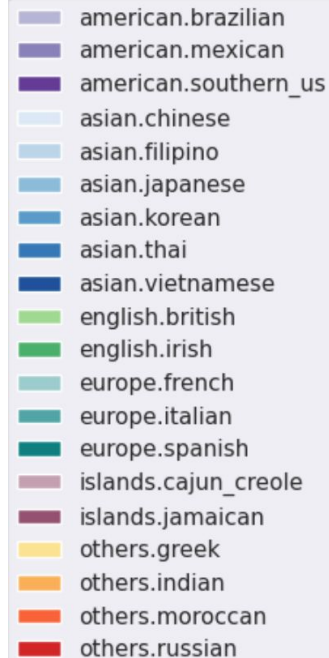 american.brazilian
american.mexican
american.southern_us
asian.chinese
asian.filipino
asian.japanese
asian.korean
asian.thai
asian.vietnamese
english.british
english.irish
europe.french
europe.italian
europe.spanish
islands.cajun_creole
islands.jamaican
others.greek
others.indian
others.moroccan
others.russian